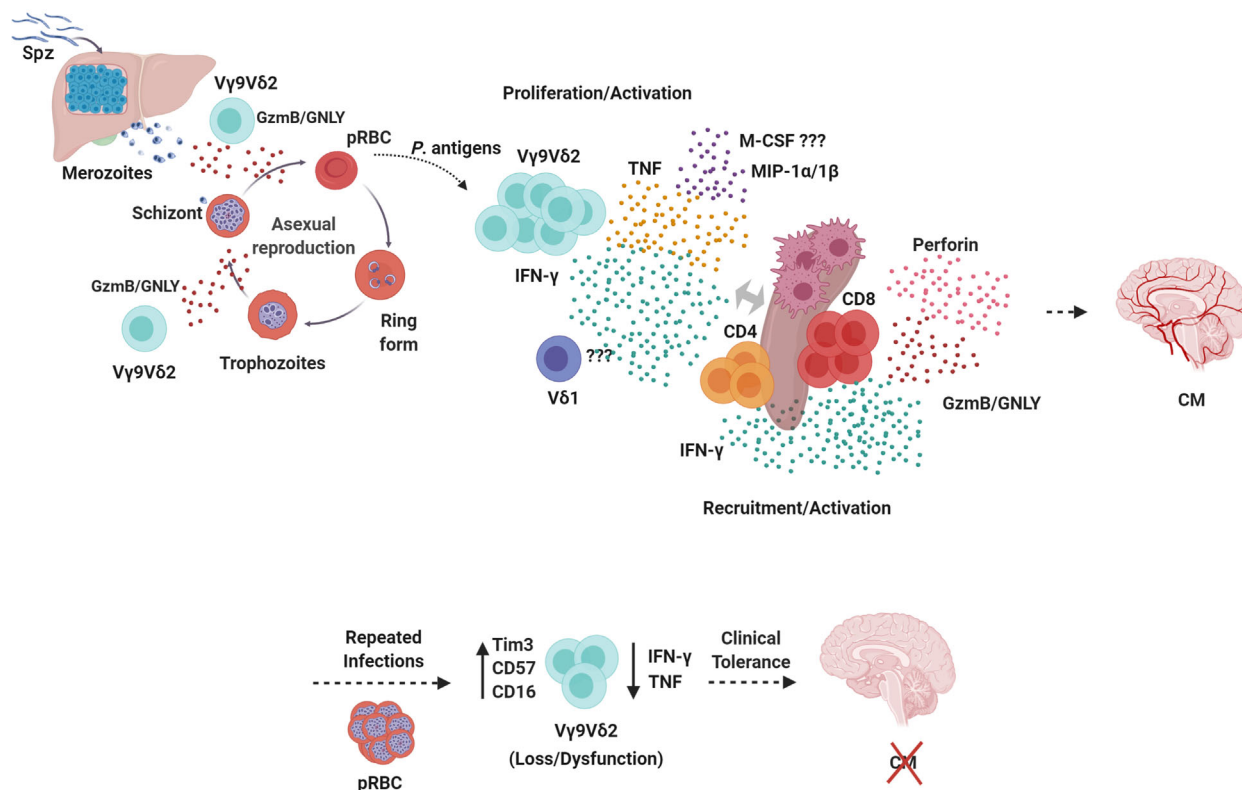 Spz
Vγ9Vδ2
GzmB/GNLY
Merozoites
pRBC
P. antigens
Schizont
Asexual
reproduction
GzmB/GNLY
Vγ9Vδ2
Trophozoites
Ring
form
Proliferation/Activation
Vγ9Vδ2
TNF
M-CSF ???
MIP-1α/1β
IFN-γ
Vδ1
???
CD4
CD8
Perforin
GzmB/GNLY
IFN-γ
Recruitment/Activation
CM
Repeated
Infections
pRBC
Tim3
CD57
CD16
Vγ9Vδ2
(Loss/Dysfunction)
IFN-γ
TNF
Clinical
Tolerance
CM